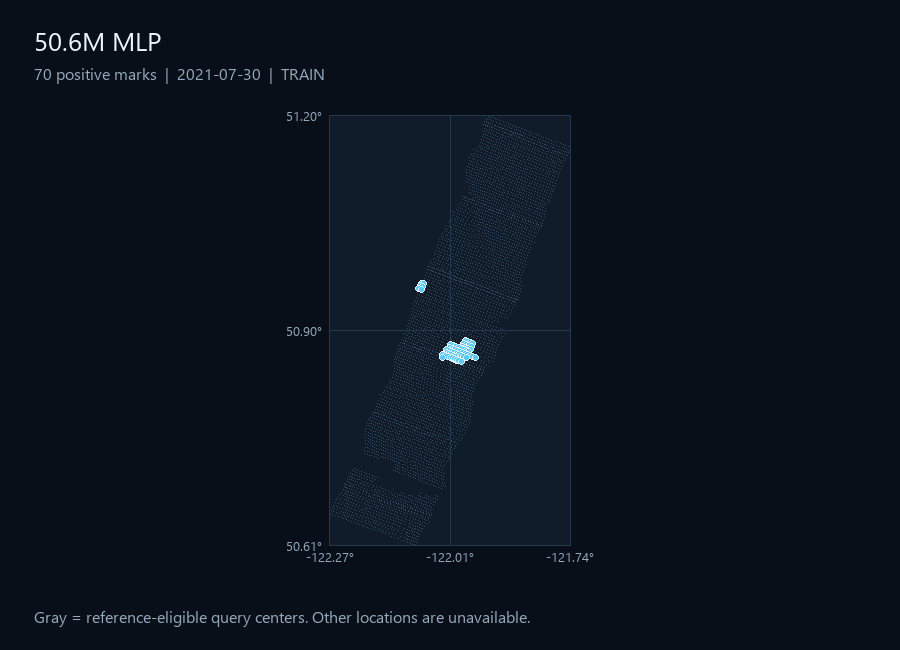 50.6M MLP
70 positive marks | 2021-07-30 | TRAIN
51.20°
50.90°
50.61°
-122.27° -122.01° -121.74°
Gray = reference-eligible query centers. Other locations are unavailable.